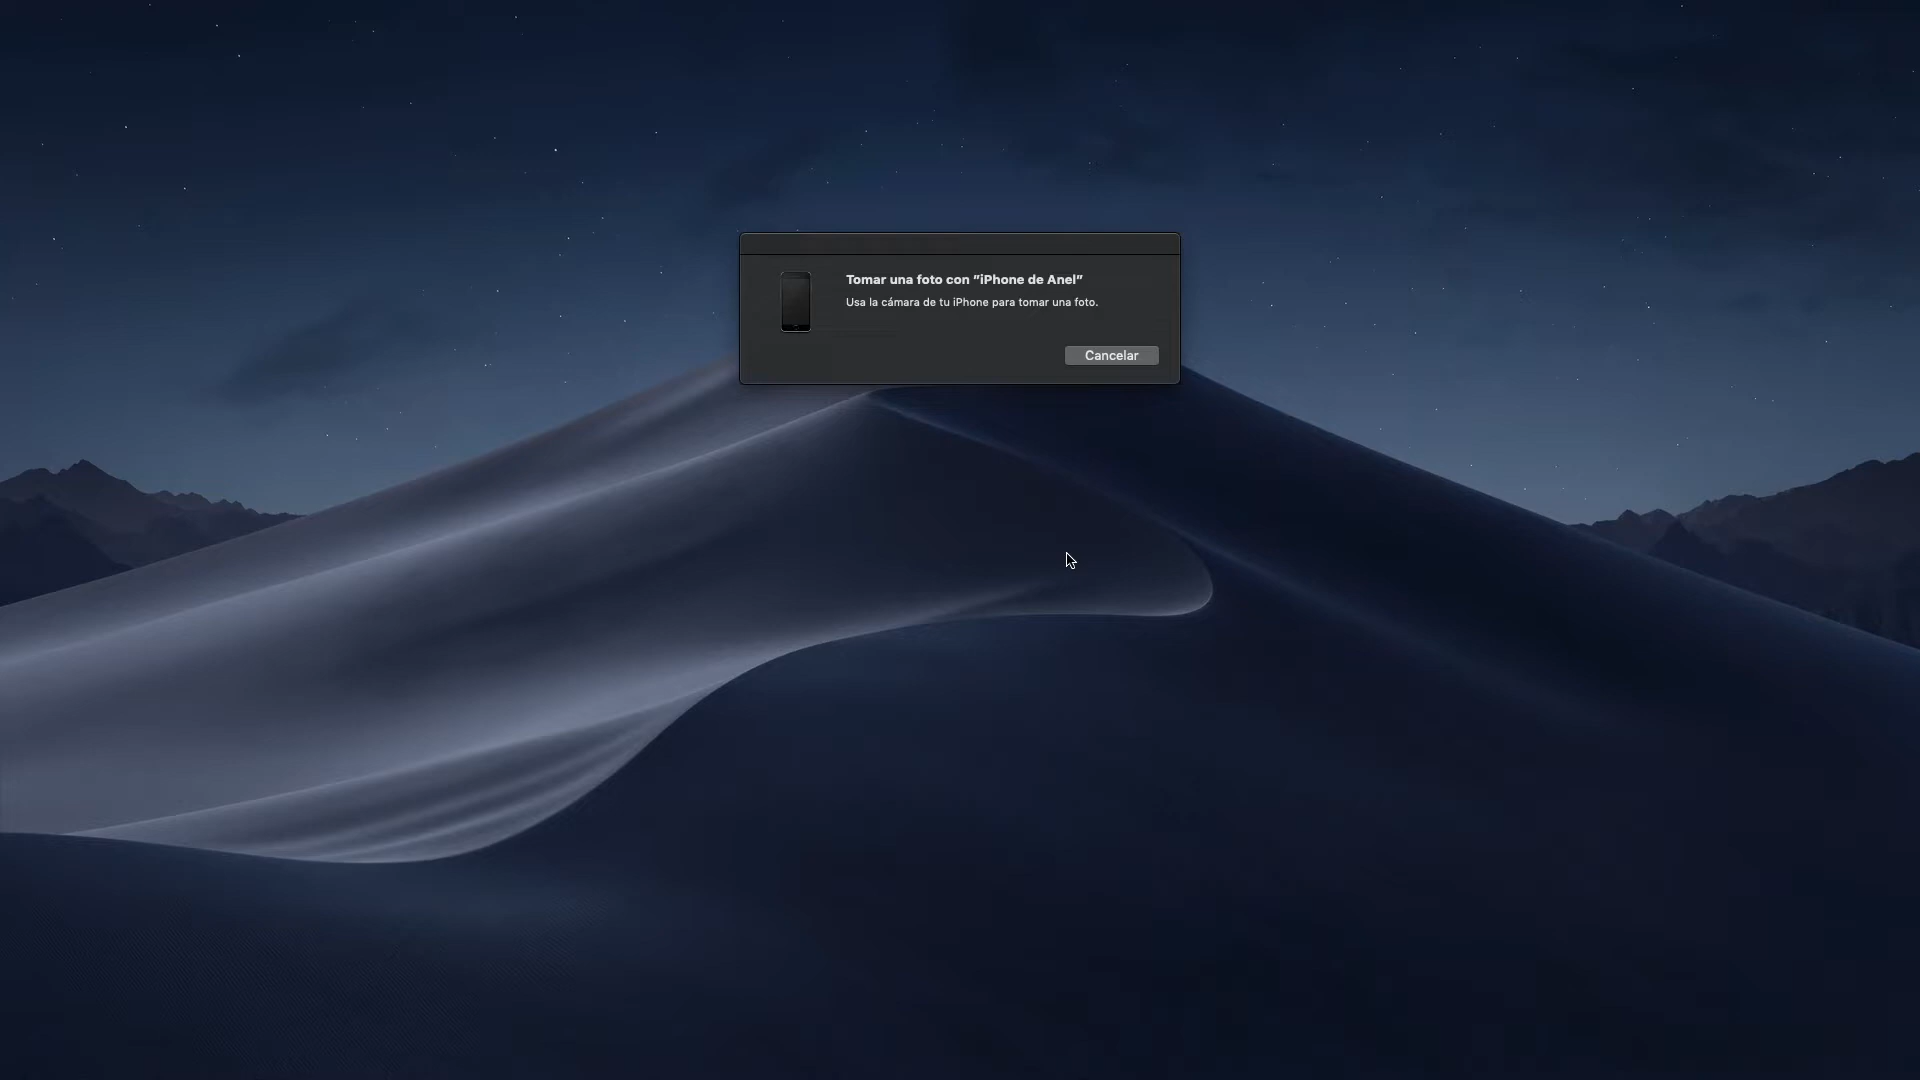 Tomar una foto con “iPhone de Anel”
Usa la cámara de tu iPhone para tomar una foto.
Cancelar